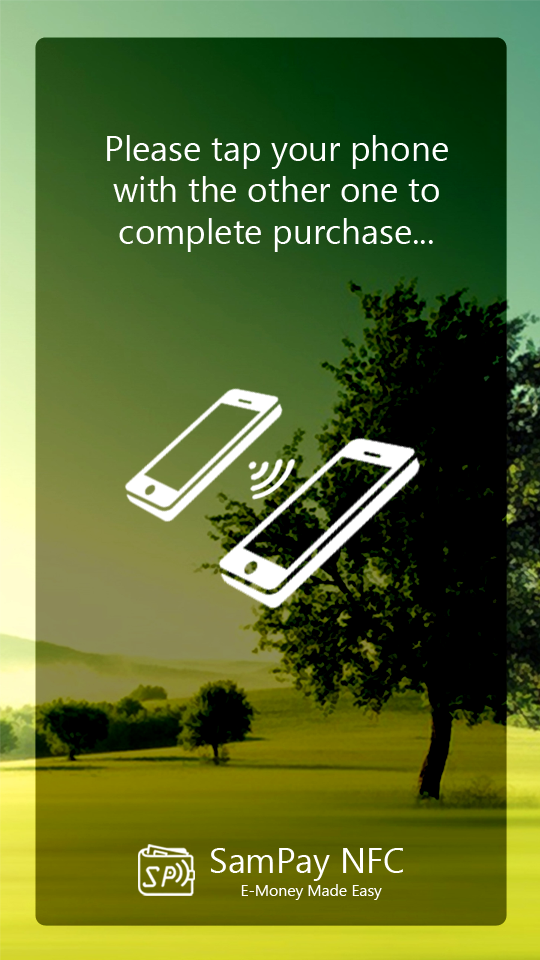 Please tap your phone
with the other one to
complete purchase...
SP
SamPay NFC
E-Money Made Easy